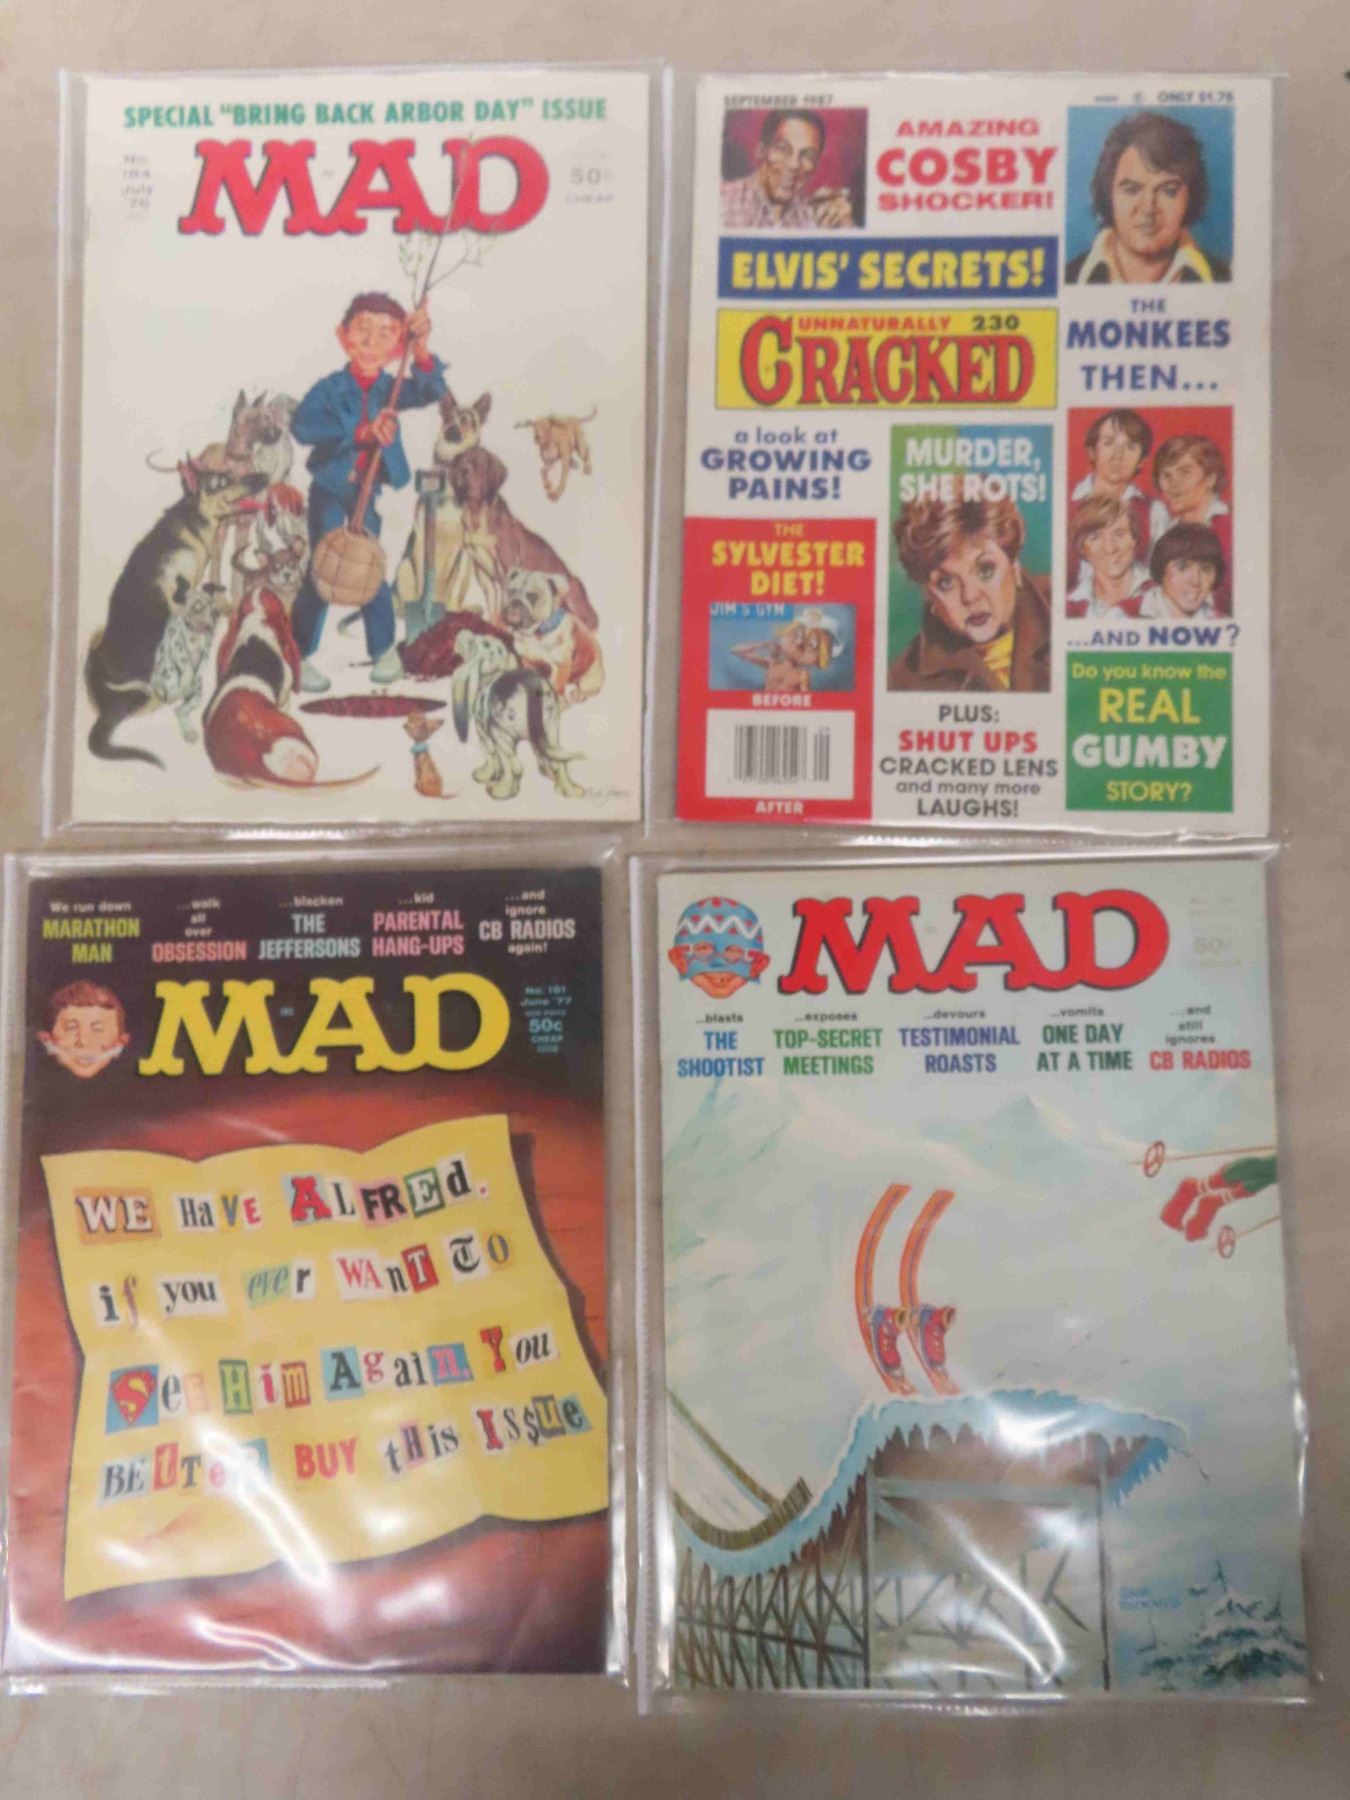 SPECIAL "BRING BACK ARBOR DAY" ISSUE
MAD
No.
184
July
'76
50¢
CHEAP
SEPTEMBER 1987
ONLY $1.75
AMAZING
COSBY
SHOCKER!
ELVIS' SECRETS!
UNNATURALLY 230
CRACKED
THE
MONKEES
THEN...
a look at
GROWING
PAINS!
MURDER,
SHE ROTS!
THE
SYLVESTER
DIET!
JIM'S GYM
BEFORE
AFTER
...AND NOW?
PLUS:
SHUT UPS
CRACKED LENS
and many more
LAUGHS!
Do you know the
REAL
GUMBY
STORY?
We run down
MARATHON
MAN
...walk
all
over
OBSESSION
...blacken
THE
JEFFERSONS
...kid
PARENTAL
HANG-UPS
...and
ignore
CB RADIOS
again!
MAD
No. 191
June '77
OUR PRICE
50c
CHEAP
WE HaVE ALFREd.
if you ever WAnT TO
See Him Again, You
BETTeR BUY tHis ISsue
MAD
50¢
...blasts
THE
SHOOTIST
...exposes
TOP-SECRET
MEETINGS
...devours
TESTIMONIAL
ROASTS
...vomits
ONE DAY
AT A TIME
...and
still
ignores
CB RADIOS